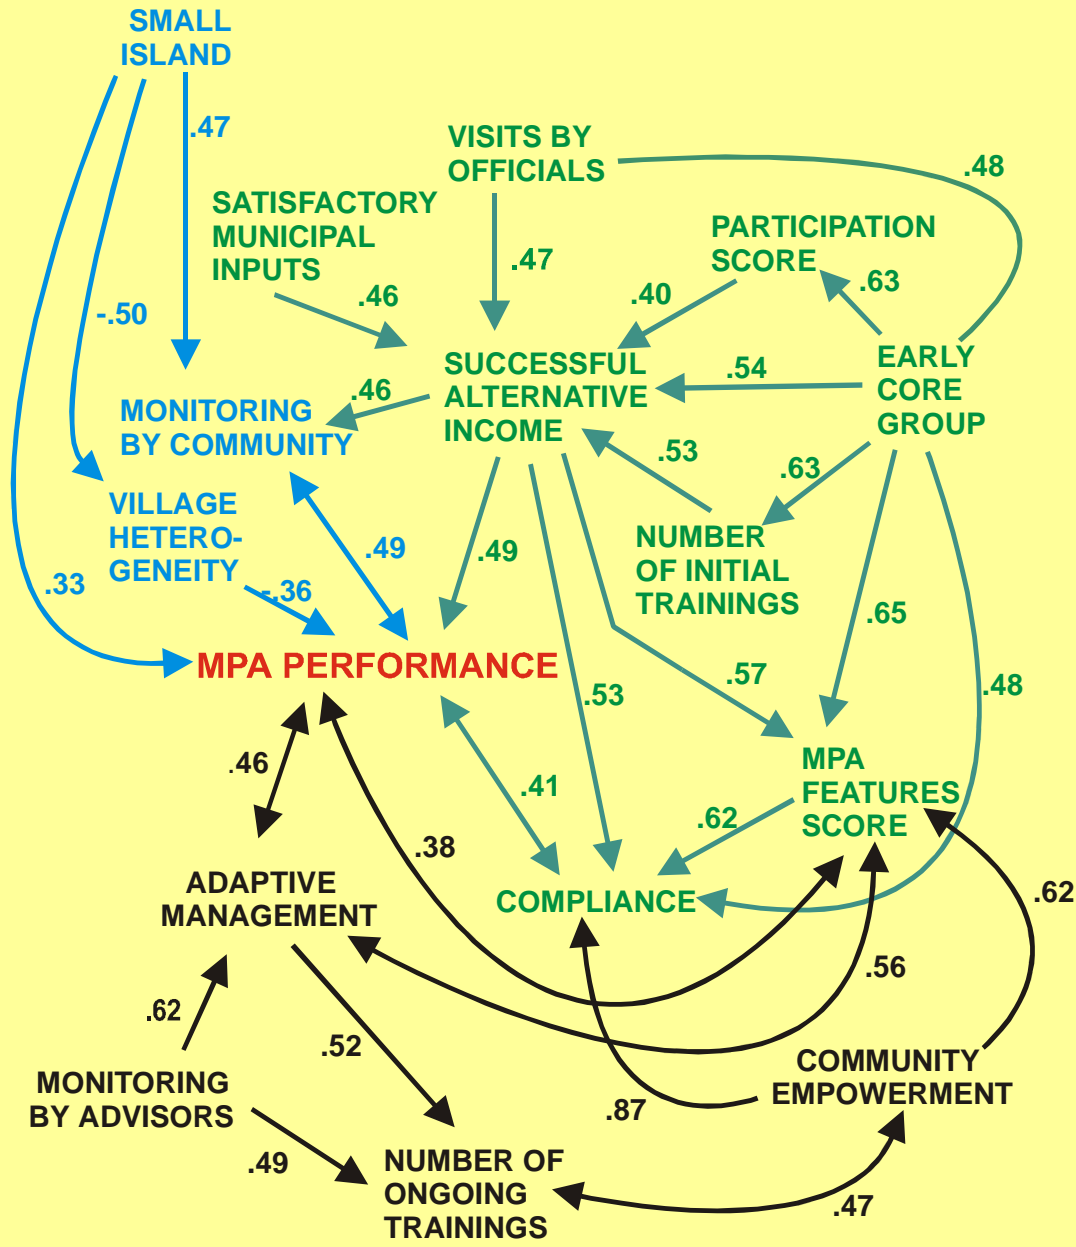 SMALL
ISLAND
.47
VISITS BY
OFFICIALS
.48
SATISFACTORY
MUNICIPAL
INPUTS
PARTICIPATION
SCORE
.47
.63
.46
.40
-.50
SUCCESSFUL
ALTERNATIVE
INCOME
.54
EARLY
CORE
GROUP
.46
MONITORING
BY COMMUNITY
.53
.63
VILLAGE
HETERO-
GENEITY
.49
.49
NUMBER
OF INITIAL
TRAININGS
.33
-.36
.65
MPA PERFORMANCE
.57
.48
.53
.46
.41
MPA
FEATURES
SCORE
.62
.38
ADAPTIVE
MANAGEMENT
COMPLIANCE
.62
.56
.62
.52
MONITORING
BY ADVISORS
COMMUNITY
EMPOWERMENT
.87
.49
NUMBER OF
ONGOING
TRAININGS
.47